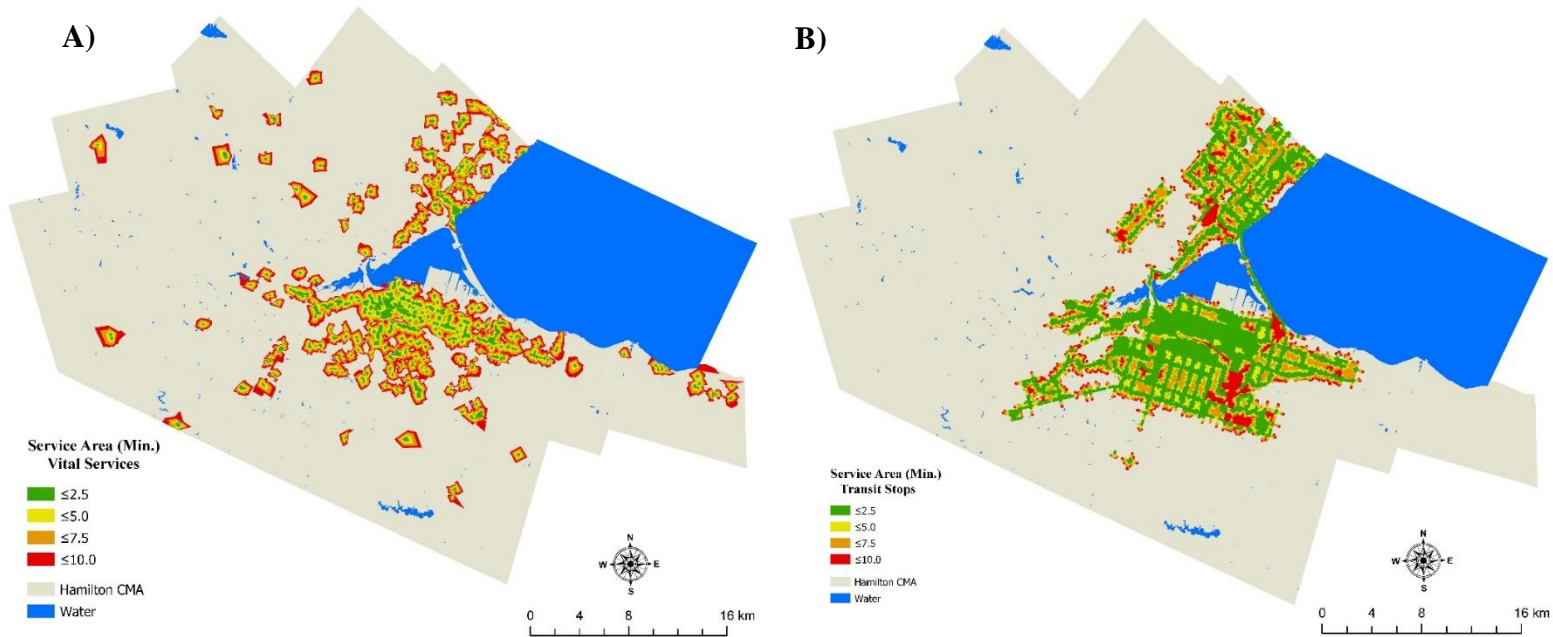 A)
Service Area (Min.)
Vital Services
≤2.5
≤5.0
≤7.5
≤10.0
Hamilton CMA
Water
N
W
E
S
0 4 8 16 km
B)
Service Area (Min.)
Transit Stops
≤2.5
≤5.0
≤7.5
≤10.0
Hamilton CMA
Water
N
W
E
S
0 4 8 16 km